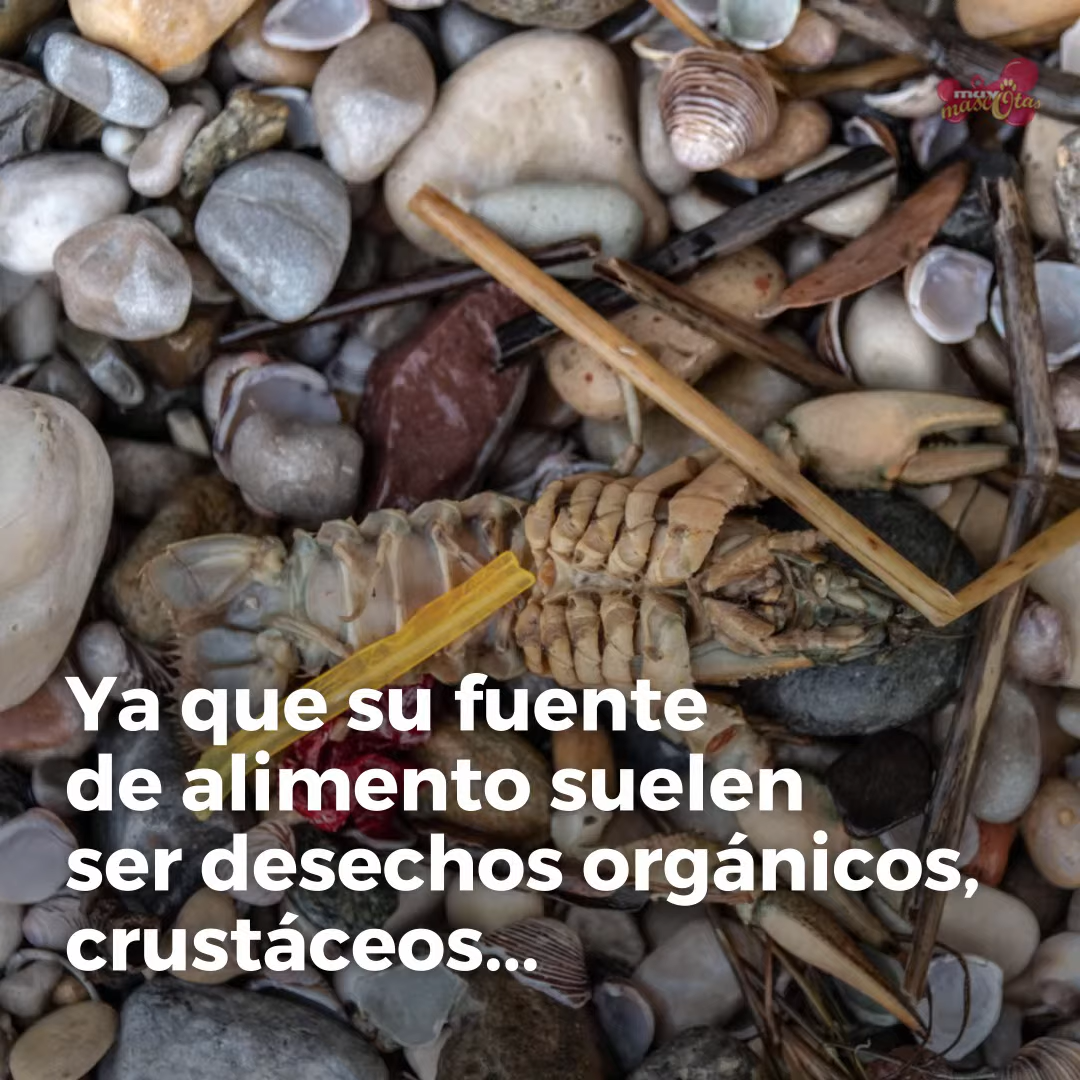 muy
mascotas
Ya que su fuente
de alimento suelen
ser desechos orgánicos,
crustáceos...